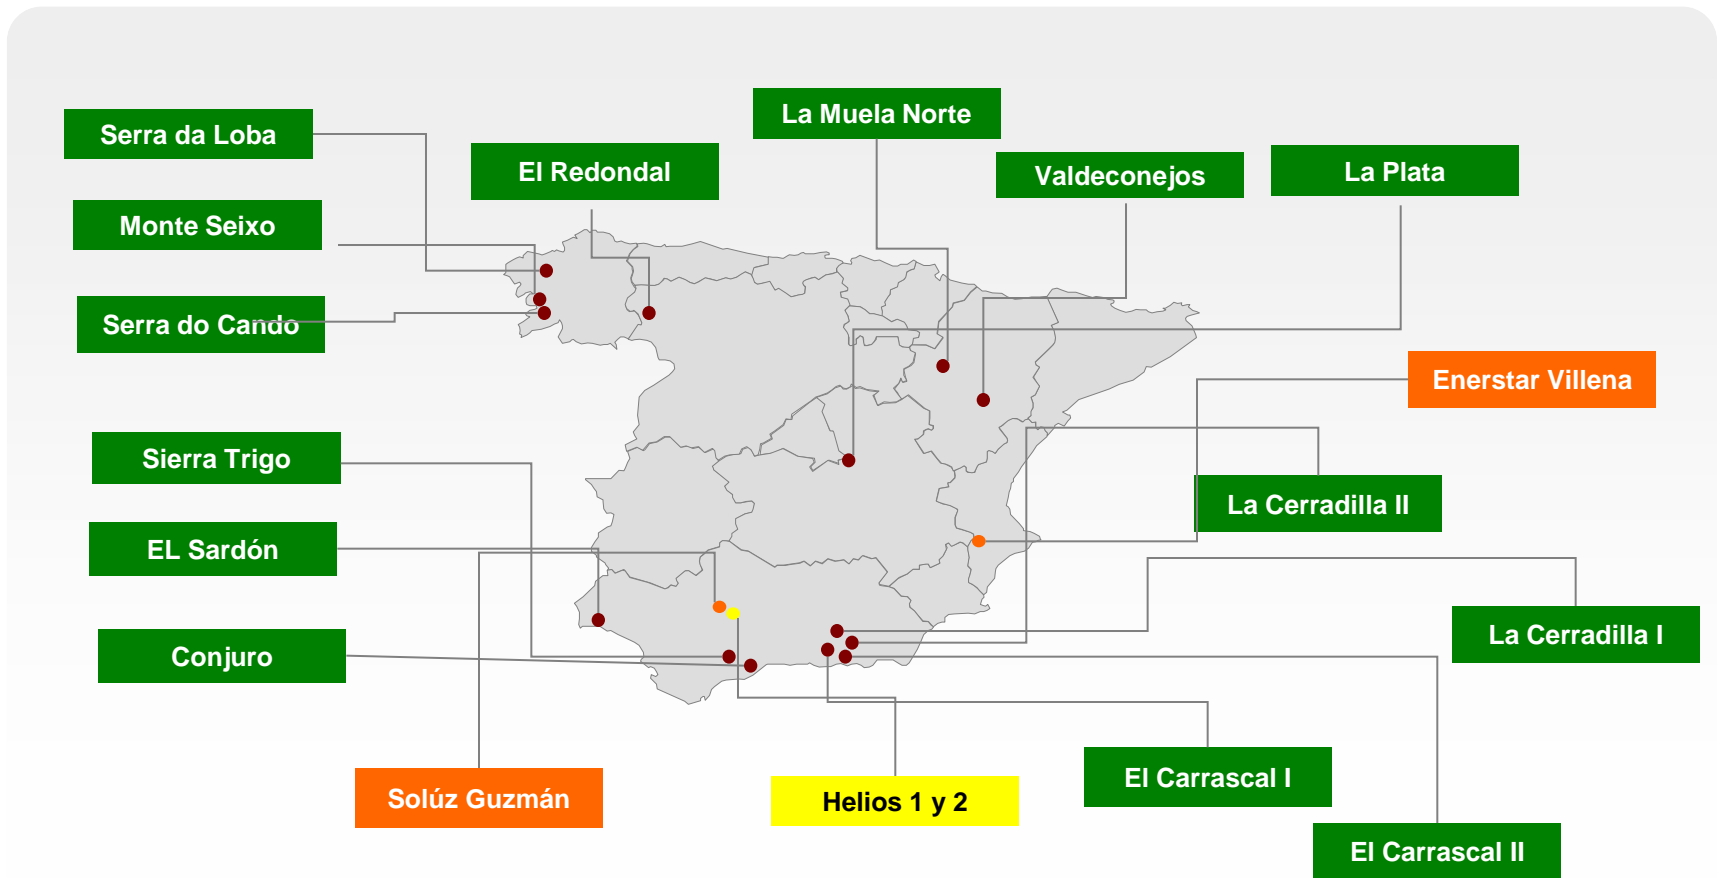 La Muela Norte
Serra da Loba
El Redondal
Valdeconejos
La Plata
Monte Seixo
Serra do Cando
Enerstar Villena
Sierra Trigo
La Cerradilla II
EL Sardón
La Cerradilla I
Conjuro
El Carrascal I
Solúz Guzmán
Helios 1 y 2
El Carrascal II